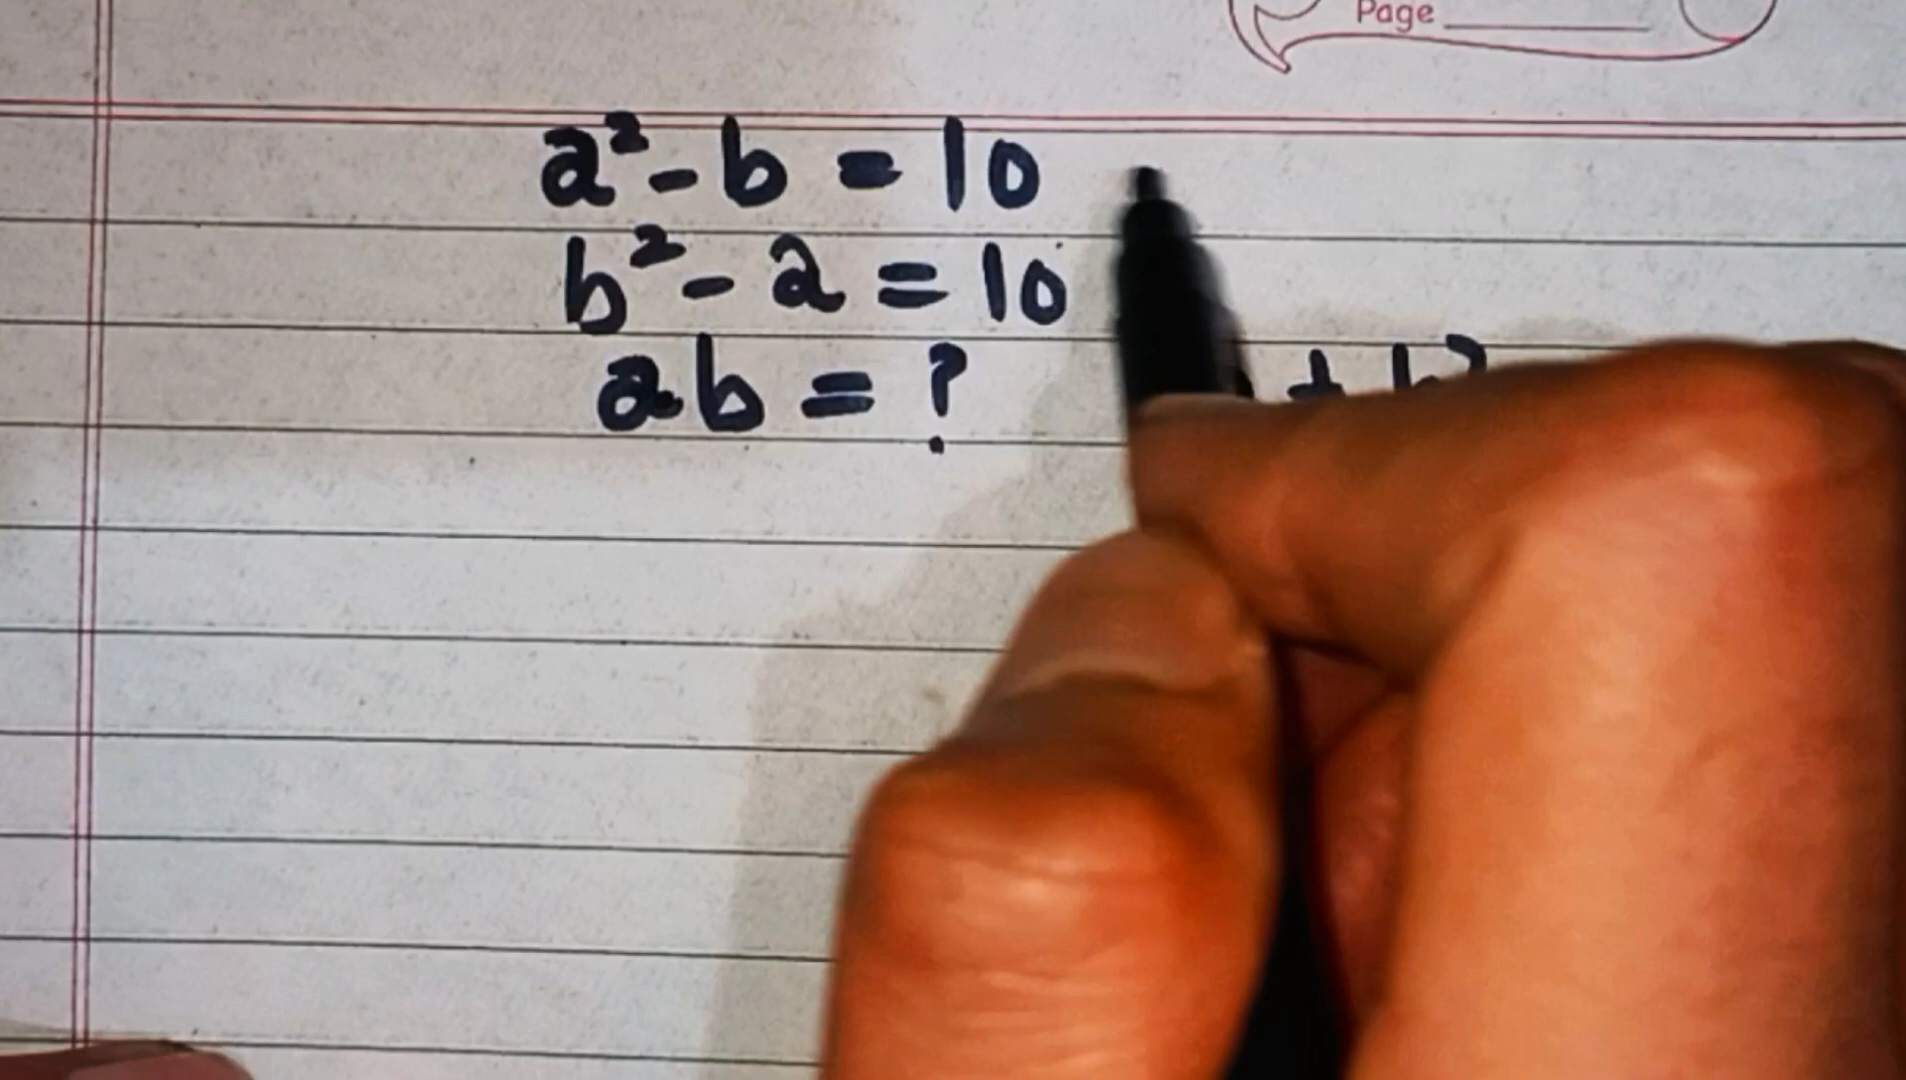 Page
a² - b = 10
b² - a = 10
ab = ?